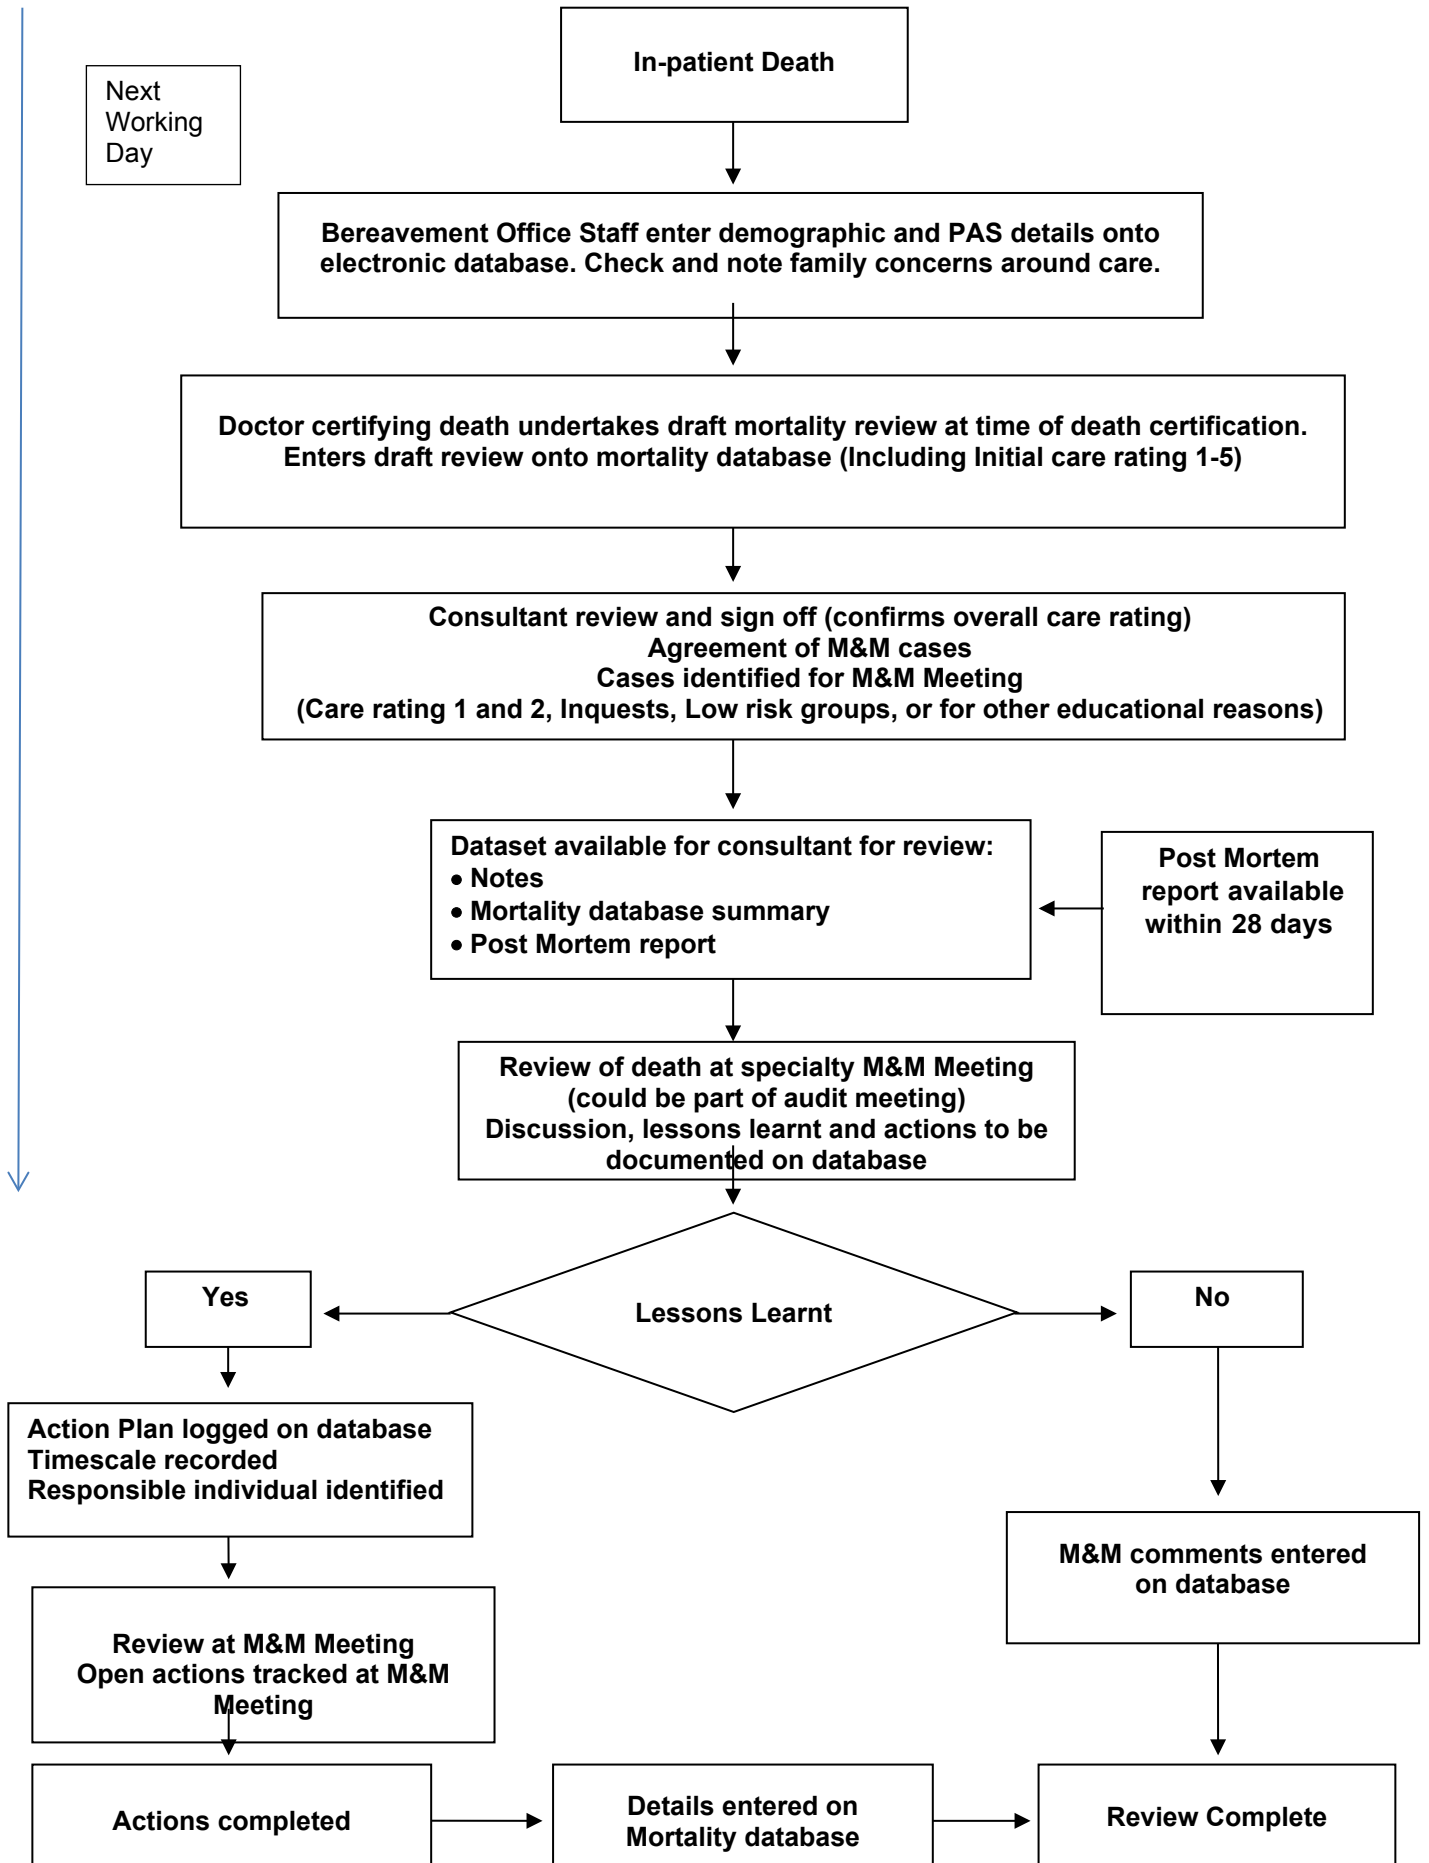 In-patient Death
Next
Working
Day
Bereavement Office Staff enter demographic and PAS details onto
electronic database. Check and note family concerns around care.
Doctor certifying death undertakes draft mortality review at time of death certification.
Enters draft review onto mortality database (Including Initial care rating 1-5)
Consultant review and sign off (confirms overall care rating)
Agreement of M&M cases
Cases identified for M&M Meeting
(Care rating 1 and 2, Inquests, Low risk groups, or for other educational reasons)
Dataset available for consultant for review:
• Notes
• Mortality database summary
• Post Mortem report
Post Mortem
report available
within 28 days
Review of death at specialty M&M Meeting
(could be part of audit meeting)
Discussion, lessons learnt and actions to be
documented on database
Yes
Lessons Learnt
No
Action Plan logged on database
Timescale recorded
Responsible individual identified
M&M comments entered
on database
Review at M&M Meeting
Open actions tracked at M&M
Meeting
Actions completed
Details entered on
Mortality database
Review Complete